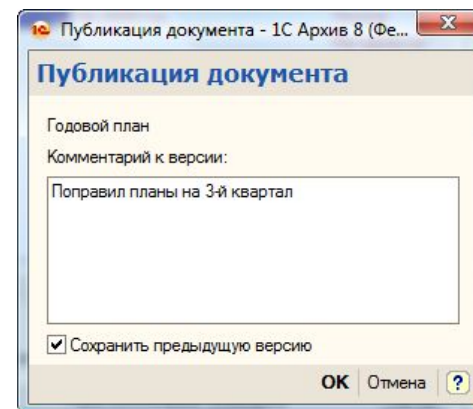 Публикация документа - 1С Архив 8 (Фе...
Публикация документа
Годовой план
Комментарий к версии:
Поправил планы на 3-й квартал
Сохранить предыдущую версию
ОК Отмена ?